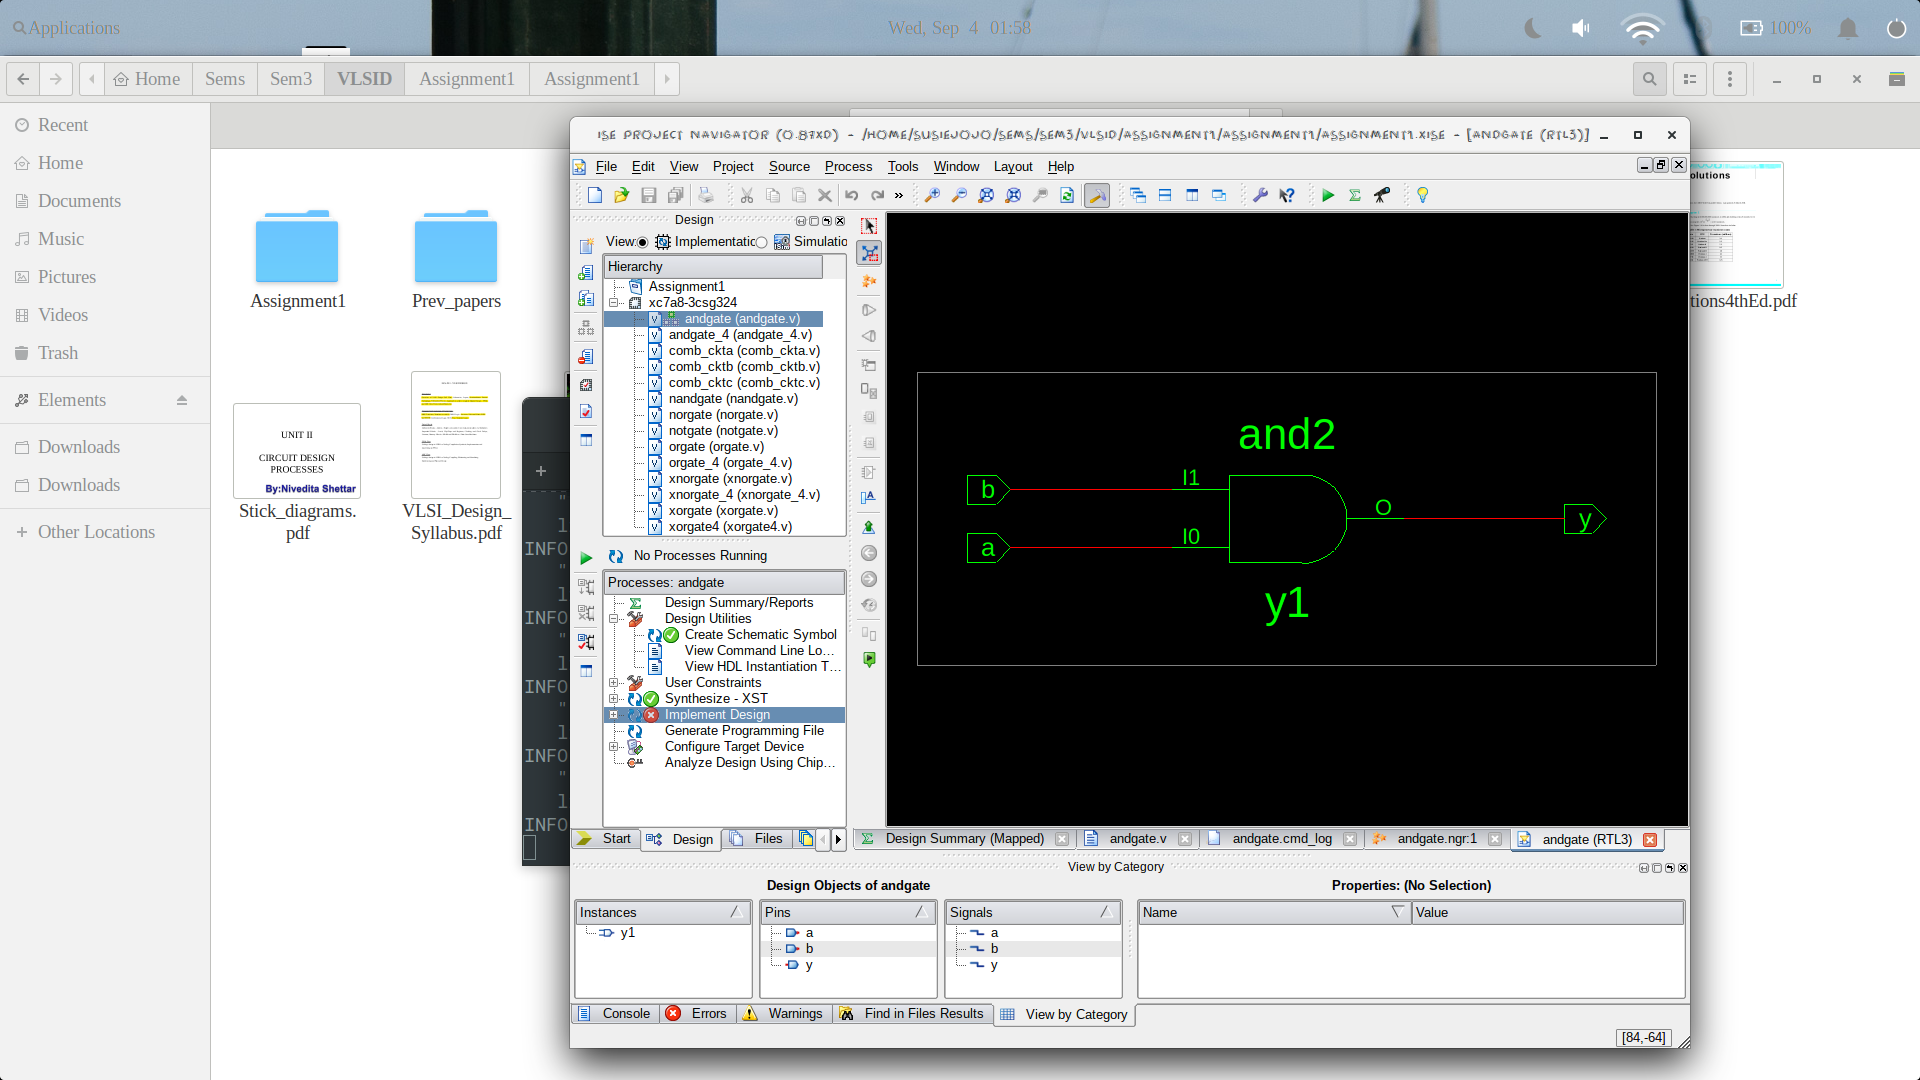 Applications
Wed, Sep 4 01:58
100%
Home
Sems
Sem3
VLSID
Assignment1
Assignment1
Recent
Home
Documents
Music
Pictures
Videos
Trash
Elements
Downloads
Downloads
Other Locations
Assignment1
Prev_papers
UNIT II
CIRCUIT DESIGN
PROCESSES
By:Nivedita Shettar
Stick_diagrams.
pdf
VLSI_Design_
Syllabus.pdf
olutions
tions4thEd.pdf
"
l
INFO
"
l
INFO
"
l
INFO
"
l
INFO
"
l
INFO
ISE PROJECT NAVIGATOR (O.87XD) - /HOME/SUSIEJOJO/SEMS/SEM3/VLSID/ASSIGNMENT1/ASSIGNMENT1/ASSIGNMENT1.XISE - [ANDGATE (RTL3)]
File Edit View Project Source Process Tools Window Layout Help
Design
View: Implementatic Simulatio
Hierarchy
Assignment1
xc7a8-3csg324
andgate (andgate.v)
andgate_4 (andgate_4.v)
comb_ckta (comb_ckta.v)
comb_cktb (comb_cktb.v)
comb_cktc (comb_cktc.v)
nandgate (nandgate.v)
norgate (norgate.v)
notgate (notgate.v)
orgate (orgate.v)
orgate_4 (orgate_4.v)
xnorgate (xnorgate.v)
xnorgate_4 (xnorgate_4.v)
xorgate (xorgate.v)
xorgate4 (xorgate4.v)
No Processes Running
Processes: andgate
Design Summary/Reports
Design Utilities
Create Schematic Symbol
View Command Line Lo...
View HDL Instantiation T...
User Constraints
Synthesize - XST
Implement Design
Generate Programming File
Configure Target Device
Analyze Design Using Chip...
Start
Design
Files
and2
b
I1
O
y
a
I0
y1
Design Summary (Mapped)
andgate.v
andgate.cmd_log
andgate.ngr:1
andgate (RTL3)
View by Category
Design Objects of andgate
Properties: (No Selection)
Instances
y1
Pins
a
b
y
Signals
a
b
y
Name
Value
Console
Errors
Warnings
Find in Files Results
View by Category
[84,-64]